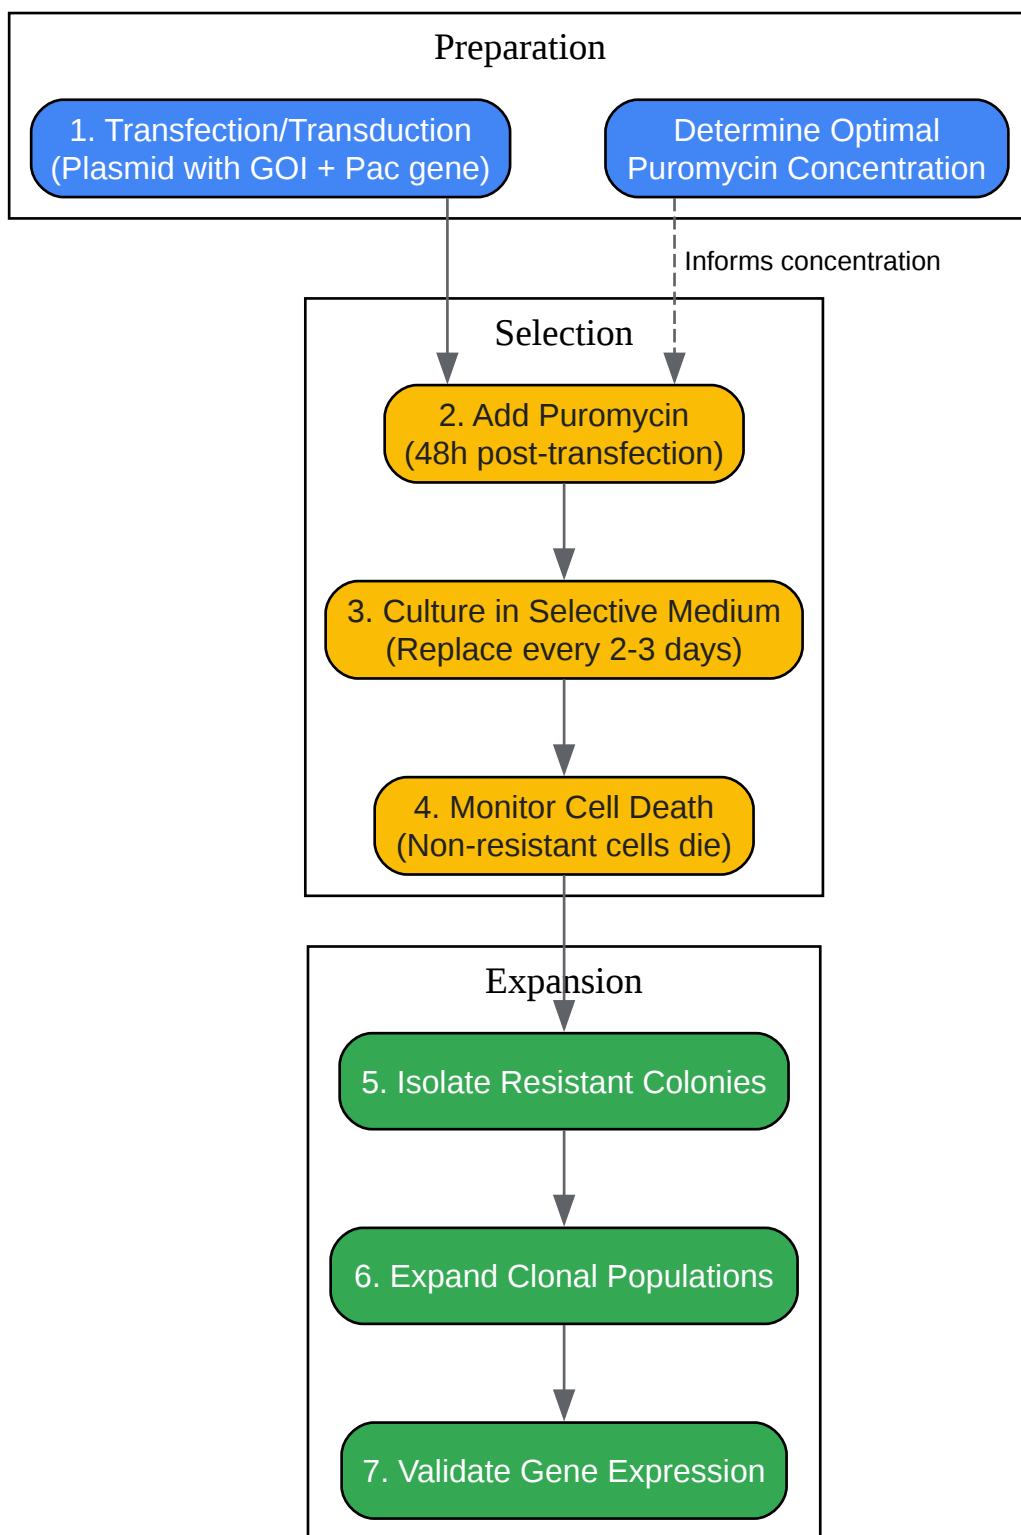 Preparation
1. Transfection/Transduction
(Plasmid with GOI + Pac gene)
Determine Optimal
Puromycin Concentration
Informs concentration
Selection
2. Add Puromycin
(48h post-transfection)
3. Culture in Selective Medium
(Replace every 2-3 days)
4. Monitor Cell Death
(Non-resistant cells die)
Expansion
5. Isolate Resistant Colonies
6. Expand Clonal Populations
7. Validate Gene Expression